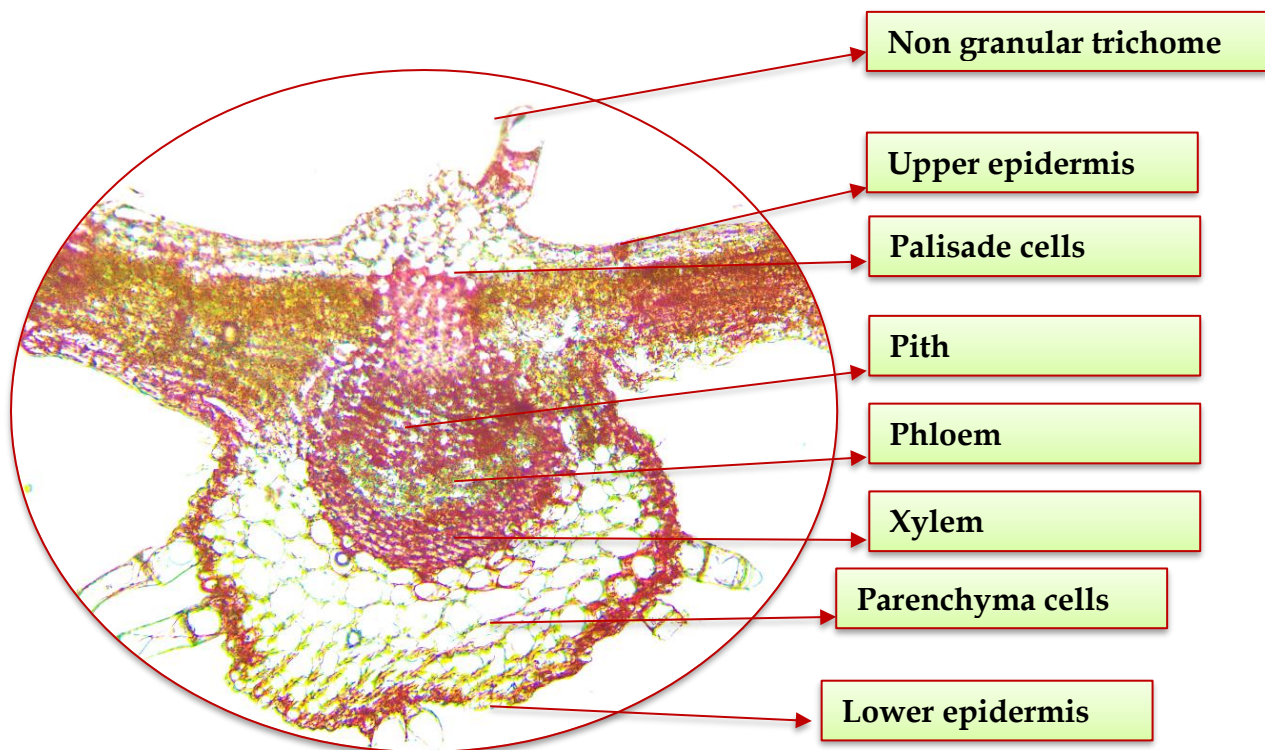 Non granular trichome
Upper epidermis
Palisade cells
Pith
Phloem
Xylem
Parenchyma cells
Lower epidermis